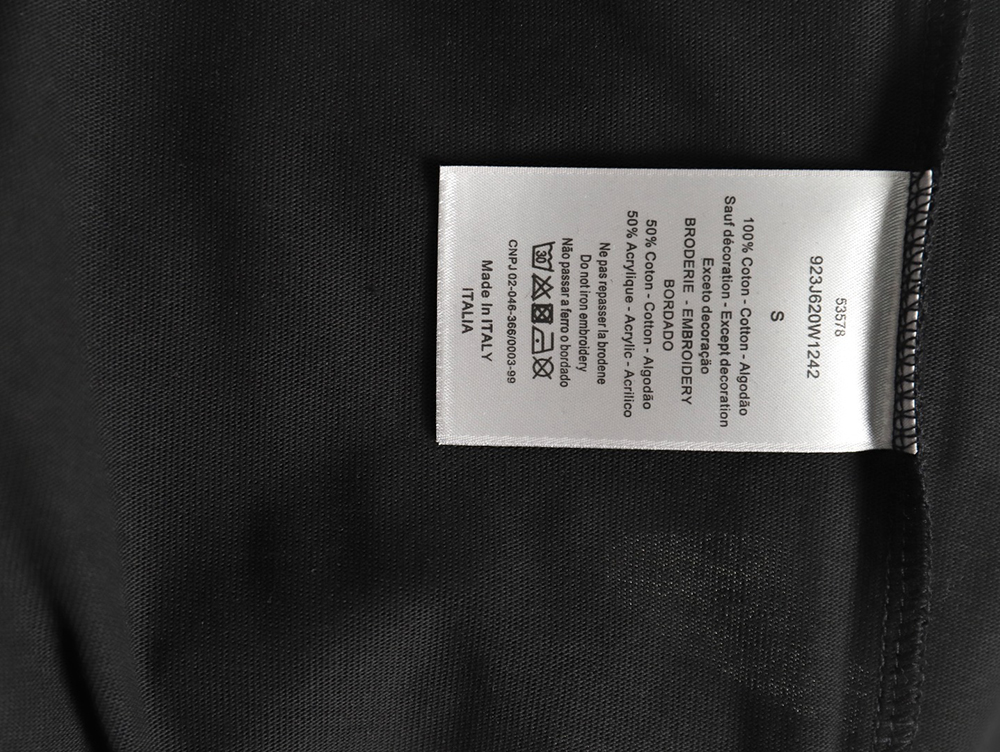 53578
923J620W1242
S
100% Coton - Cotton - Algodão
Sauf décoration - Except decoration
Exceto decoração
BRODERIE - EMBROIDERY
BORDADO
50% Coton - Cotton - Algodão
50% Acrylique - Acrylic - Acrilico
Ne pas repasser la brodene
Do not iron embroidery
Não passar a ferro o bordado
30
CNPJ 02-046-366/0003-99
Made In ITALY
ITALIA